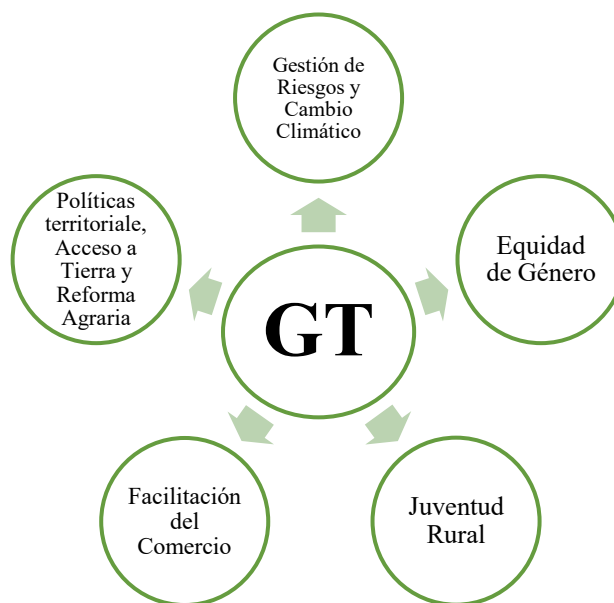 Gestión de
Riesgos y
Cambio
Climático
Políticas
territoriale,
Acceso a
Tierra y
Reforma
Agraria
Equidad
de Género
GT
Facilitación
del
Comercio
Juventud
Rural